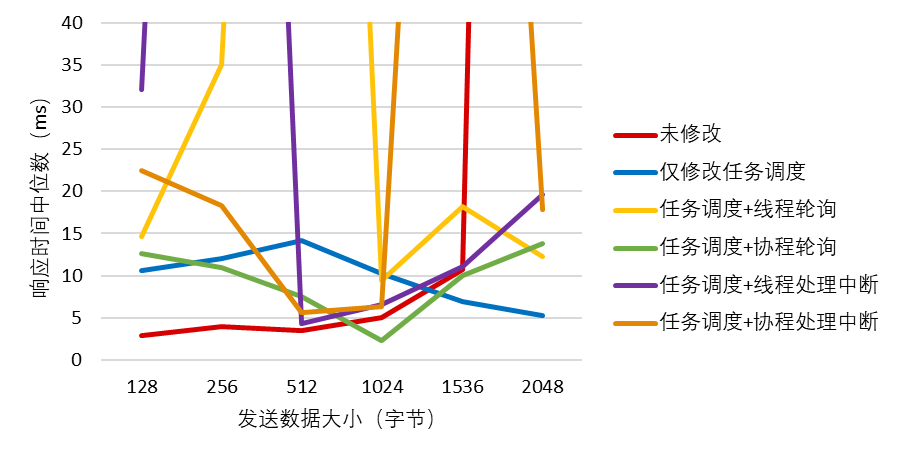 40
35
30
25
20
15
10
5
0
响应时间中位数（ms）
128 256 512 1024 1536 2048
发送数据大小（字节）
未修改
仅修改任务调度
任务调度+线程轮询
任务调度+协程轮询
任务调度+线程处理中断
任务调度+协程处理中断